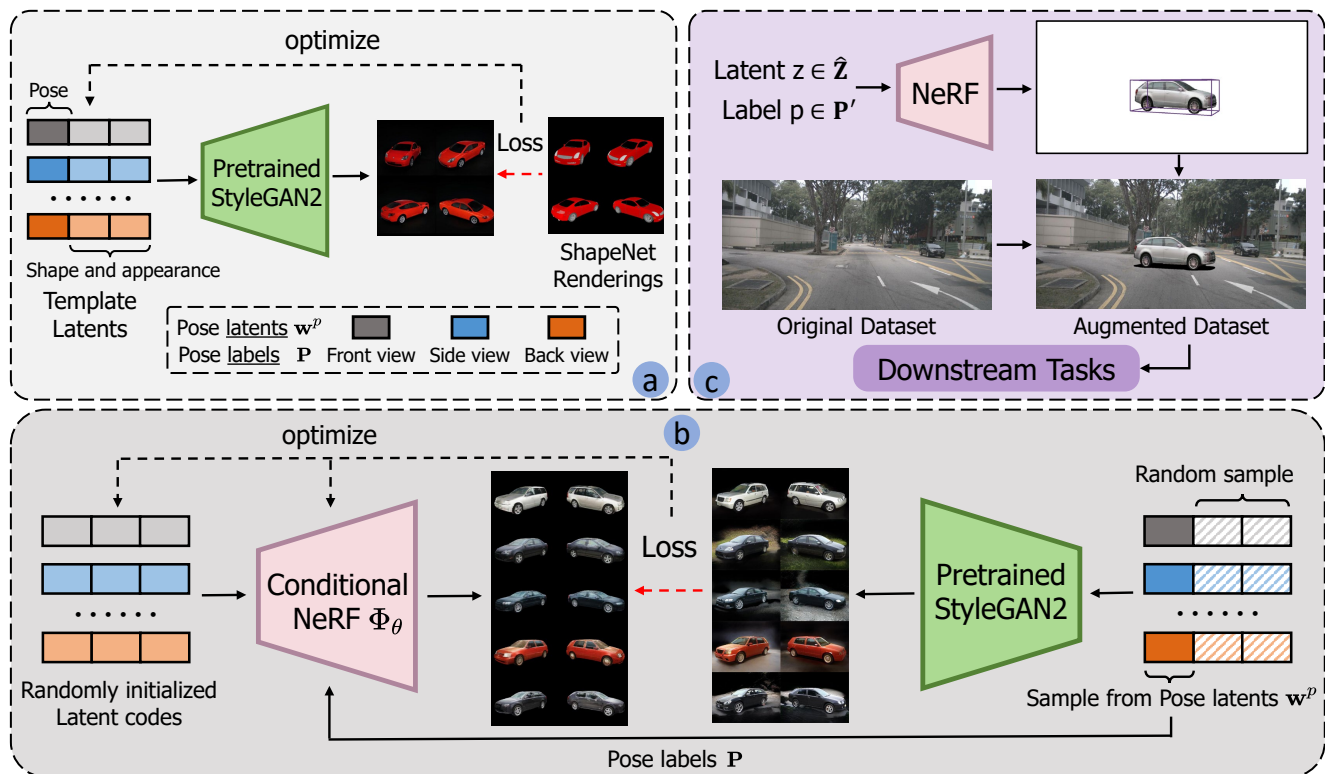 optimize
Pose
Pretrained
StyleGAN2
Loss
ShapeNet
Renderings
Shape and appearance
Template
Latents
Pose latents w^p
Pose labels P
Front view
Side view
Back view
a
Latent z ∈ Ẑ
Label p ∈ P′
NeRF
Original Dataset
Augmented Dataset
Downstream Tasks
c
b
optimize
Randomly initialized
Latent codes
Conditional
NeRF Φ_θ
Loss
Pretrained
StyleGAN2
Random sample
Sample from Pose latents w^p
Pose labels P